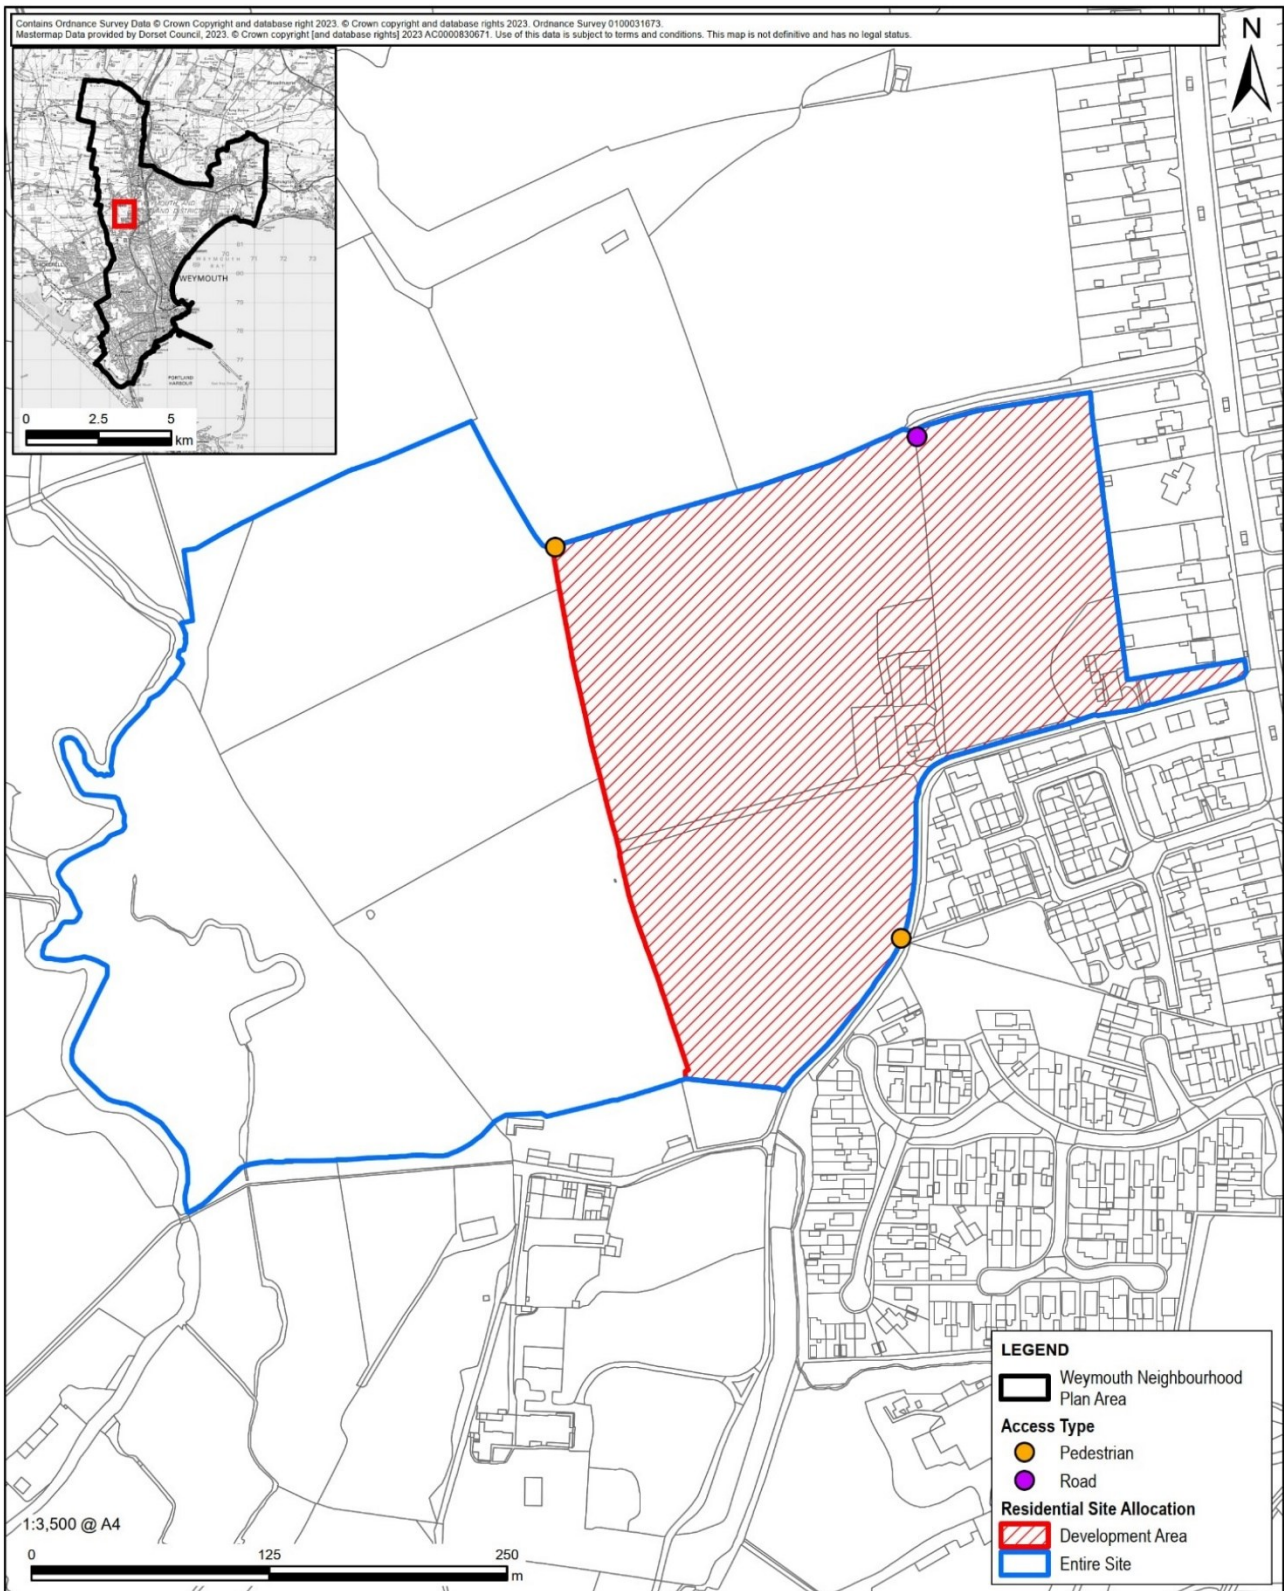 Contains Ordnance Survey Data © Crown Copyright and database right 2023. © Crown copyright and database rights 2023. Ordnance Survey 0100031673.
Mastermap Data provided by Dorset Council, 2023. © Crown copyright [and database rights] 2023 AC0000830671. Use of this data is subject to terms and conditions. This map is not definitive and has no legal status.
N
WEYMOUTH
PORTLAND
HARBOUR
0 2.5 5
km
LEGEND
Weymouth Neighbourhood
Plan Area
Access Type
Pedestrian
Road
Residential Site Allocation
Development Area
Entire Site
1:3,500 @ A4
0 125 250
m